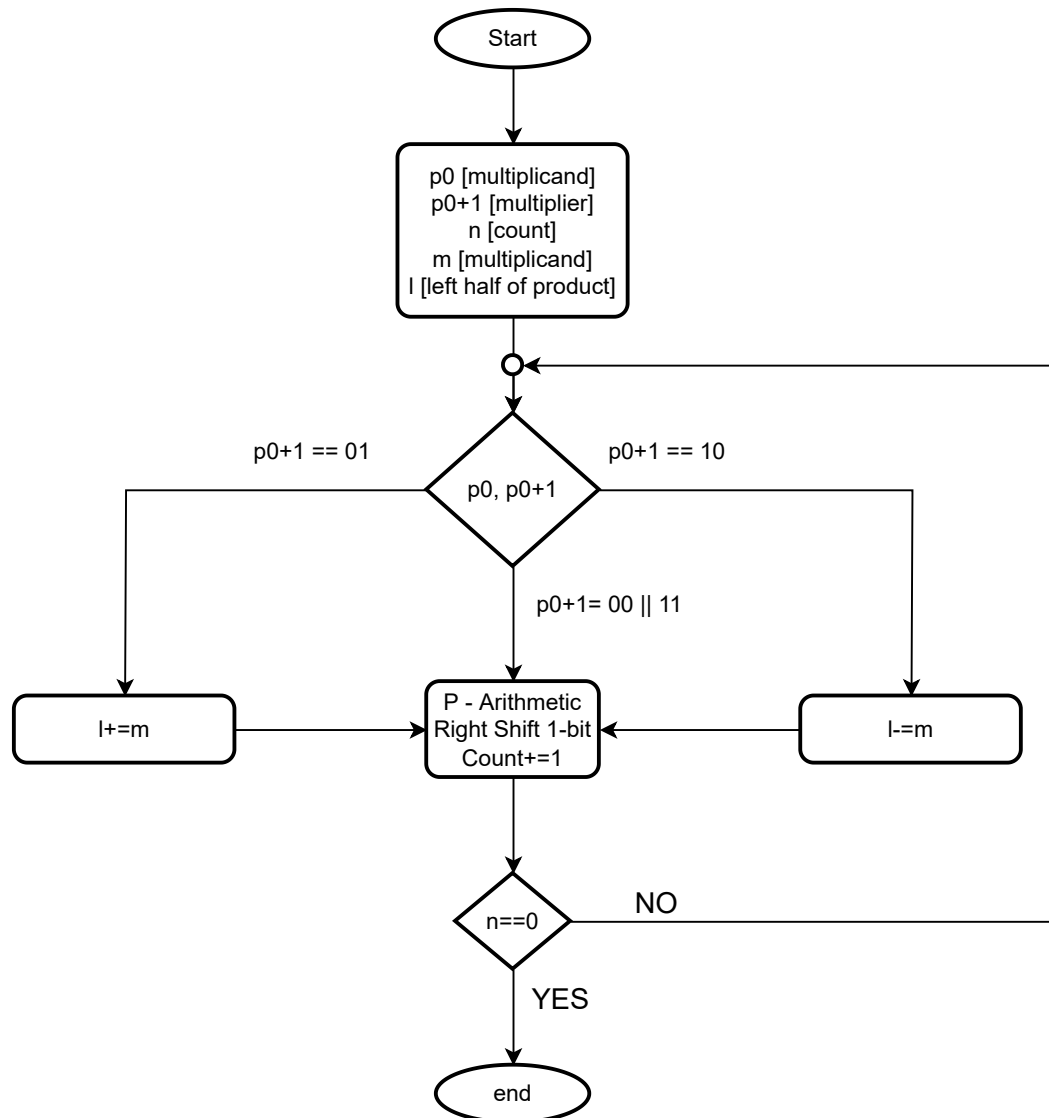 Start
p0 [multiplicand]
p0+1 [multiplier]
n [count]
m [multiplicand]
l [left half of product]
p0+1 == 01
p0+1 == 10
p0, p0+1
p0+1= 00 || 11
l+=m
P - Arithmetic
Right Shift 1-bit
Count+=1
l-=m
n==0
NO
YES
end